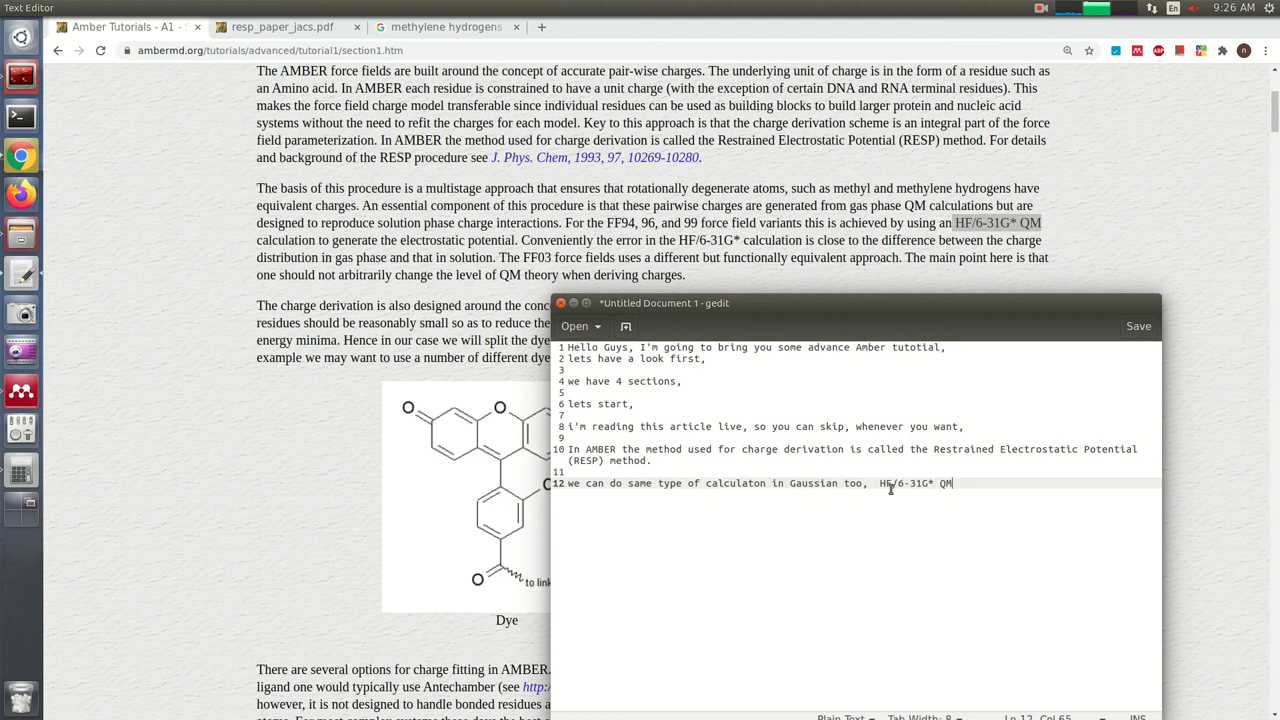 Text Editor
En
9:26 AM
Amber Tutorials - A1 - S
resp_paper_jacs.pdf
methylene hydrogens
ambermd.org/tutorials/advanced/tutorial1/section1.htm
The AMBER force fields are built around the concept of accurate pair-wise charges. The underlying unit of charge is in the form of a residue such as
an Amino acid. In AMBER each residue is constrained to have a unit charge (with the exception of certain DNA and RNA terminal residues). This
makes the force field charge model transferable since individual residues can be used as building blocks to build larger protein and nucleic acid
systems without the need to refit the charges for each model. Key to this approach is that the charge derivation scheme is an integral part of the force
field parameterization. In AMBER the method used for charge derivation is called the Restrained Electrostatic Potential (RESP) method. For details
and background of the RESP procedure see J. Phys. Chem, 1993, 97, 10269-10280.
The basis of this procedure is a multistage approach that ensures that rotationally degenerate atoms, such as methyl and methylene hydrogens have
equivalent charges. An essential component of this procedure is that these pairwise charges are generated from gas phase QM calculations but are
designed to reproduce solution phase charge interactions. For the FF94, 96, and 99 force field variants this is achieved by using an HF/6-31G* QM
calculation to generate the electrostatic potential. Conveniently the error in the HF/6-31G* calculation is close to the difference between the charge
distribution in gas phase and that in solution. The FF03 force fields uses a different but functionally equivalent approach. The main point here is that
one should not arbitrarily change the level of QM theory when deriving charges.
The charge derivation is also designed around the conc
residues should be reasonably small so as to reduce the
energy minima. Hence in our case we will split the dye
example we may want to use a number of different dye
O
O
O
O
to link
Dye
There are several options for charge fitting in AMBER.
ligand one would typically use Antechamber (see http:/
however, it is not designed to handle bonded residues a
*Untitled Document 1 - gedit
Open
Save
1 Hello Guys, I'm going to bring you some advance Amber tutotial,
2 lets have a look first,
3
4 we have 4 sections,
5
6 lets start,
7
8 i'm reading this article live, so you can skip, whenever you want,
9
10 In AMBER the method used for charge derivation is called the Restrained Electrostatic Potential
(RESP) method.
11
12 we can do same type of calculaton in Gaussian too,  HF/6-31G* QM
Plain Text
Tab Width: 8
Ln 12, Col 65
INS